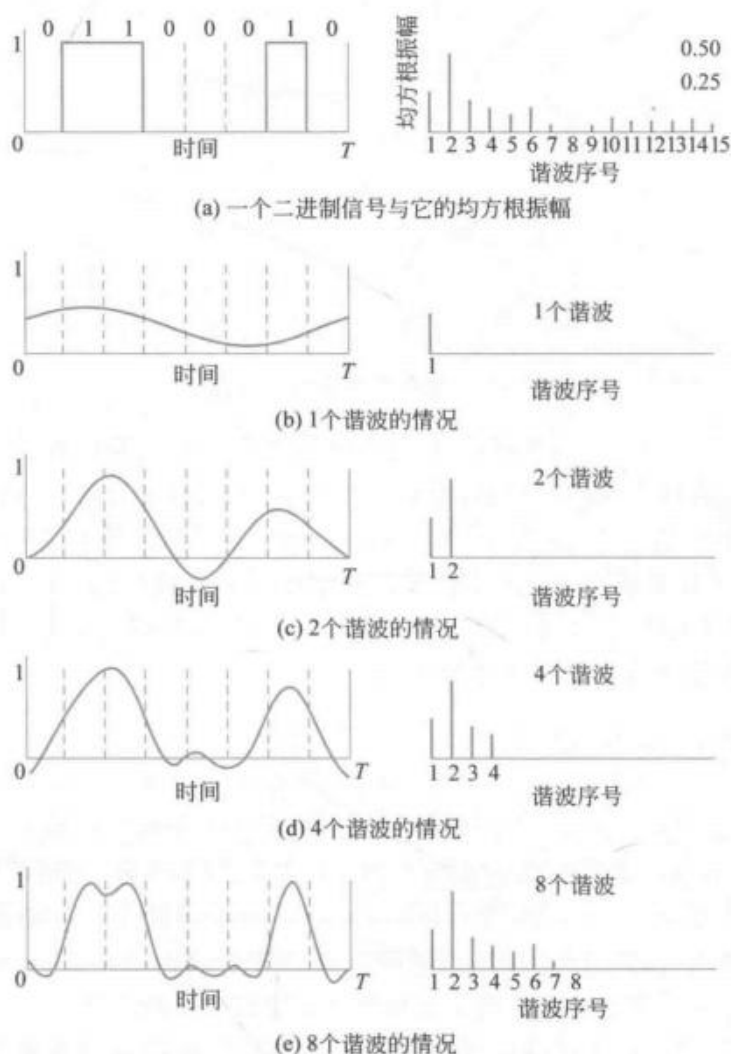 0 1 1 0 0 0 1 0
1
0
时间
T
均方根振幅
0.50
0.25
1 2 3 4 5 6 7 8 9 10 11 12 13 14 15
谐波序号
(a) 一个二进制信号与它的均方根振幅
1
0
时间
T
1个谐波
1
谐波序号
(b) 1个谐波的情况
1
0
时间
T
2个谐波
1 2
谐波序号
(c) 2个谐波的情况
1
0
时间
T
4个谐波
1 2 3 4
谐波序号
(d) 4个谐波的情况
1
0
时间
T
8个谐波
1 2 3 4 5 6 7 8
谐波序号
(e) 8个谐波的情况